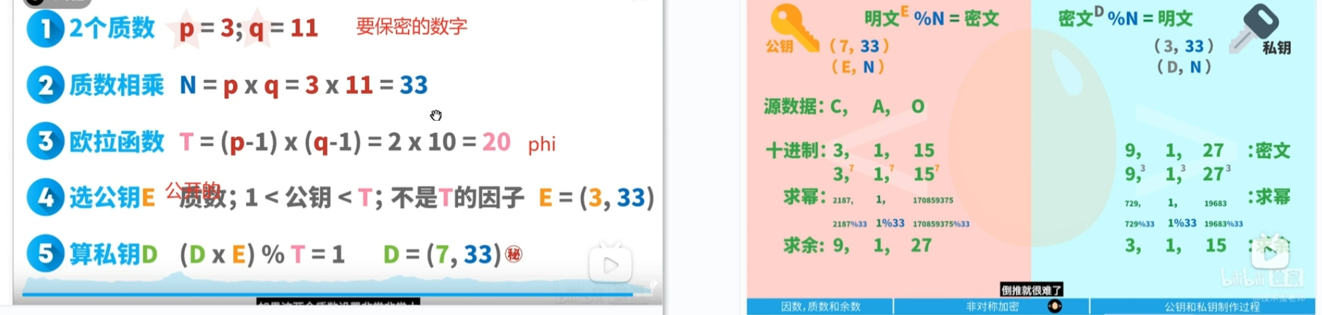 1 2个质数 p = 3; q = 11 要保密的数字
2 质数相乘 N = p x q = 3 x 11 = 33
3 欧拉函数 T = (p-1) x (q-1) = 2 x 10 = 20 phi
4 选公钥E 公开的 质数; 1 < 公钥 < T; 不是T的因子 E = (3, 33)
5 算私钥D (D x E) % T = 1 D = (7, 33) 秘
明文E %N = 密文
公钥 (7, 33)
(E, N)
源数据: C, A, O
十进制: 3, 1, 15
3,7 1,7 15 7
求幂: 2187, 1, 170859375
2187%33 1%33 170859375%33
求余: 9, 1, 27
密文D %N = 明文
(3, 33) 私钥
(D, N)
9, 1, 27 :密文
9,3 1,3 27 3
729, 1, 19683 :求幂
729%33 1%33 19683%33
3, 1, 15 :求余
bilibili
倒推就很难了
因数,质数和余数 非对称加密 公钥和私钥制作过程